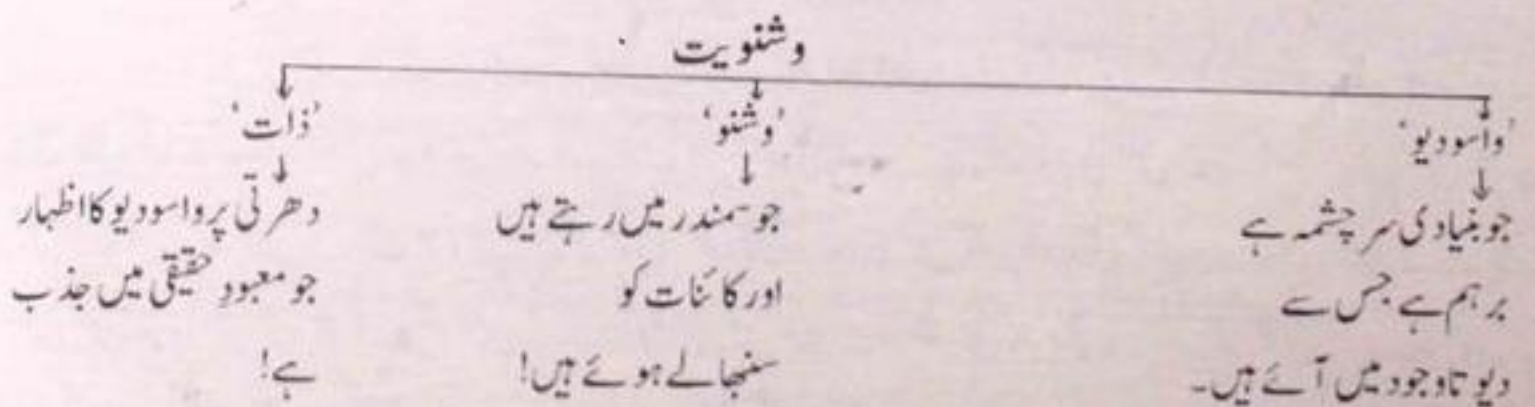 وشنویت
'واسودیو'
جو بنیادی سرچشمہ ہے
برہم ہے جس سے
دیوتا وجود میں آئے ہیں۔
'وشنو'
جو سمندر میں رہتے ہیں
اور کائنات کو
سنبھالے ہوئے ہیں!
'ذات'
دھرتی پر واسودیو کا اظہار
جو معبودِ حقیقی میں جذب
ہے!